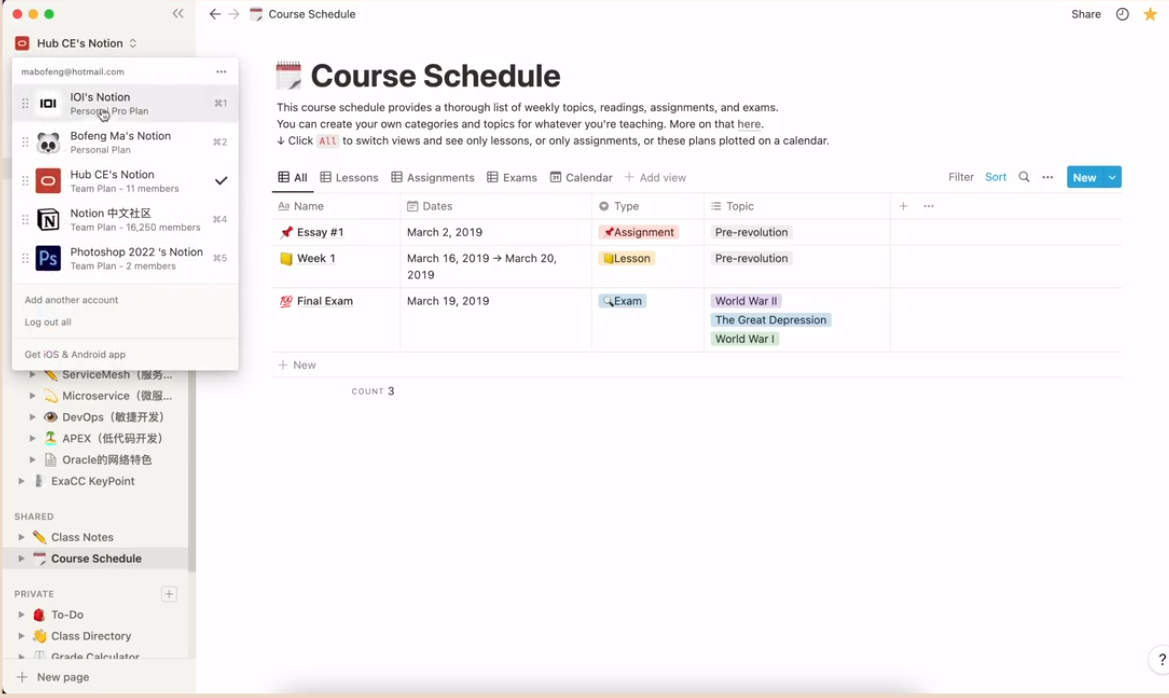 Course Schedule
Share
Hub CE's Notion
mabofeng@hotmail.com
IOI's Notion
Personal Pro Plan
⌘1
Bofeng Ma's Notion
Personal Plan
⌘2
Hub CE's Notion
Team Plan - 11 members
Notion 中文社区
Team Plan - 16,250 members
⌘4
Ps
Photoshop 2022 's Notion
Team Plan - 2 members
⌘5
Add another account
Log out all
Get iOS & Android app
ServiceMesh（服务...
Microservice（微服...
DevOps（敏捷开发）
APEX（低代码开发）
Oracle的网络特色
ExaCC KeyPoint
SHARED
Class Notes
Course Schedule
PRIVATE
To-Do
Class Directory
Grade Calculator
+ New page
Course Schedule
This course schedule provides a thorough list of weekly topics, readings, assignments, and exams.
You can create your own categories and topics for whatever you're teaching. More on that here.
↓ Click All to switch views and see only lessons, or only assignments, or these plans plotted on a calendar.
All Lessons Assignments Exams Calendar + Add view
Filter Sort ... New
Aa Name Dates Type Topic + ...
Essay #1 March 2, 2019 Assignment Pre-revolution
Week 1 March 16, 2019 → March 20, 2019 Lesson Pre-revolution
Final Exam March 19, 2019 Exam World War II
The Great Depression
World War I
+ New
COUNT 3
?